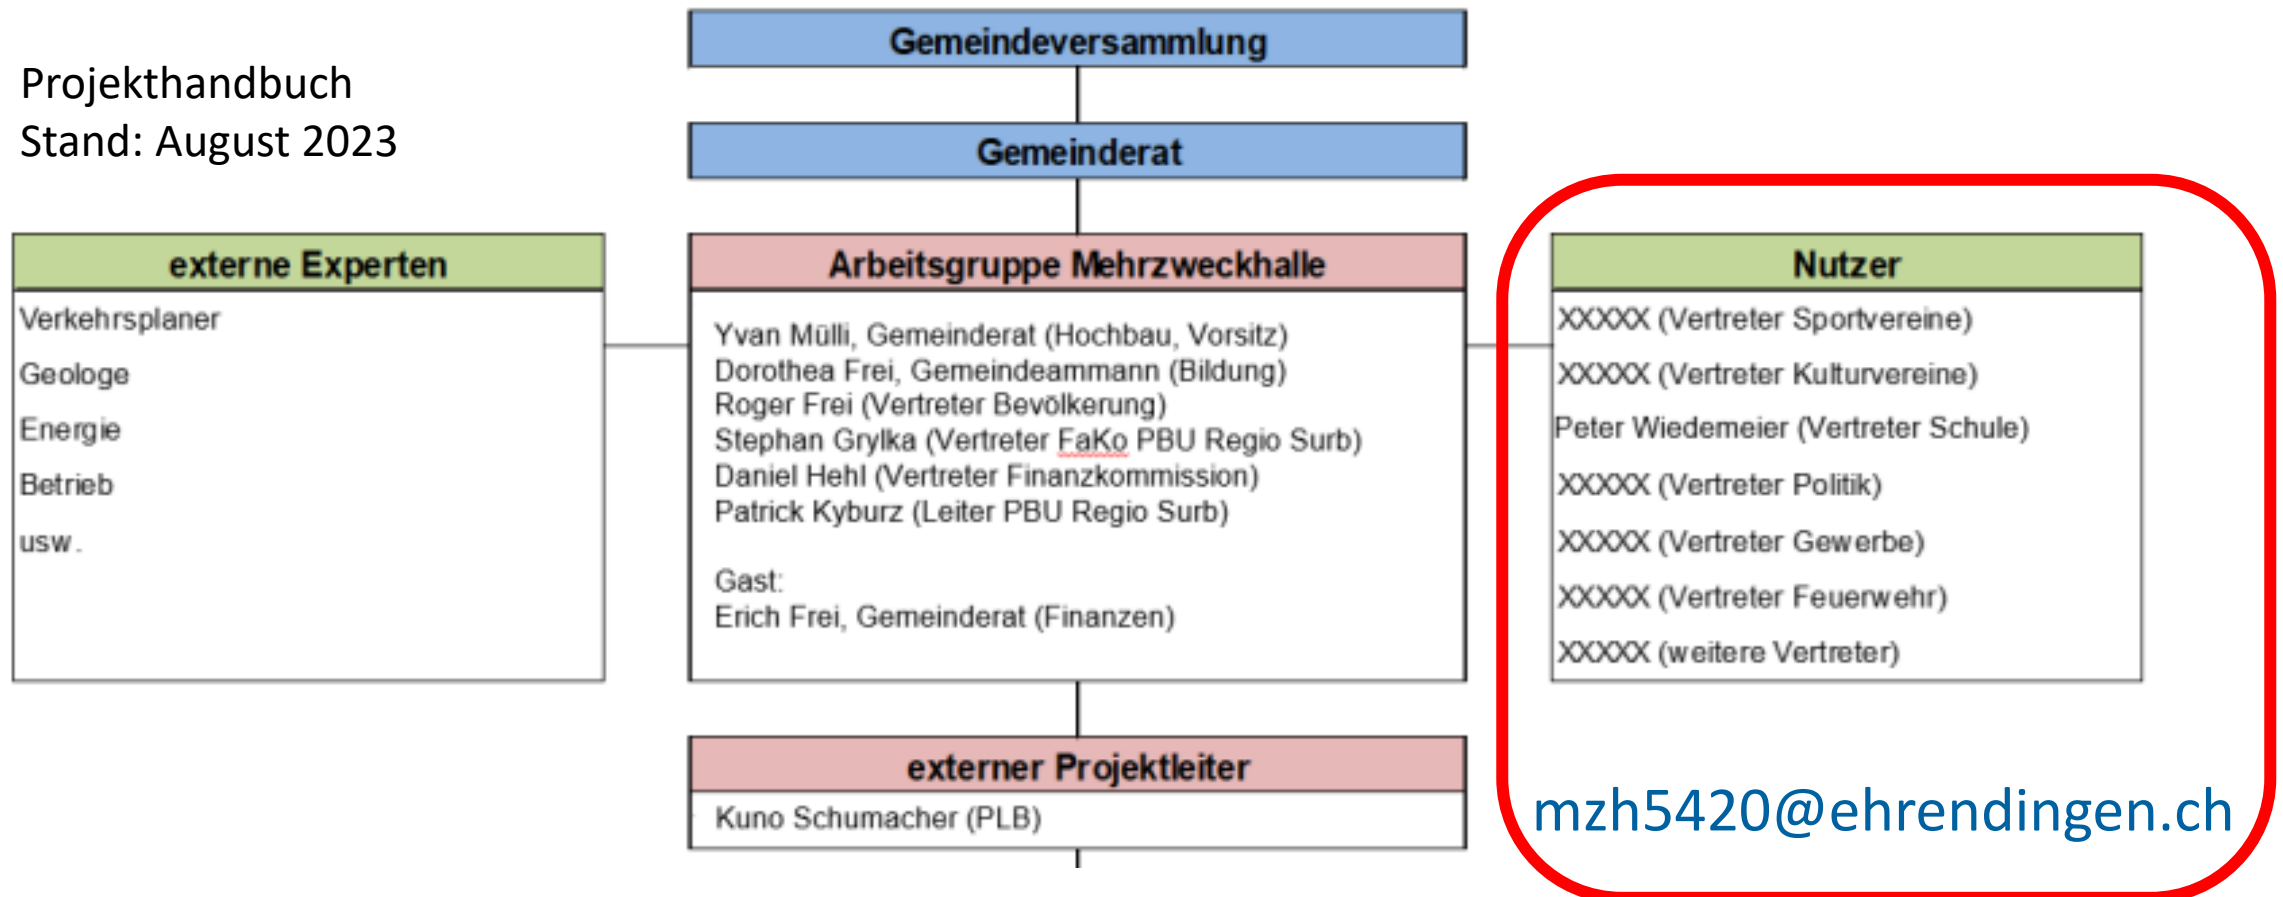 Projekthandbuch
Stand: August 2023
Gemeindeversammlung
Gemeinderat
externe Experten
Verkehrsplaner
Geologe
Energie
Betrieb
usw.
Arbeitsgruppe Mehrzweckhalle
Yvan Mülli, Gemeinderat (Hochbau, Vorsitz)
Dorothea Frei, Gemeindeammann (Bildung)
Roger Frei (Vertreter Bevölkerung)
Stephan Grylka (Vertreter FaKo PBU Regio Surb)
Daniel Hehl (Vertreter Finanzkommission)
Patrick Kyburz (Leiter PBU Regio Surb)
Gast:
Erich Frei, Gemeinderat (Finanzen)
Nutzer
XXXXX (Vertreter Sportvereine)
XXXXX (Vertreter Kulturvereine)
Peter Wiedemeier (Vertreter Schule)
XXXXX (Vertreter Politik)
XXXXX (Vertreter Gewerbe)
XXXXX (Vertreter Feuerwehr)
XXXXX (weitere Vertreter)
externer Projektleiter
Kuno Schumacher (PLB)
mzh5420@ehrendingen.ch